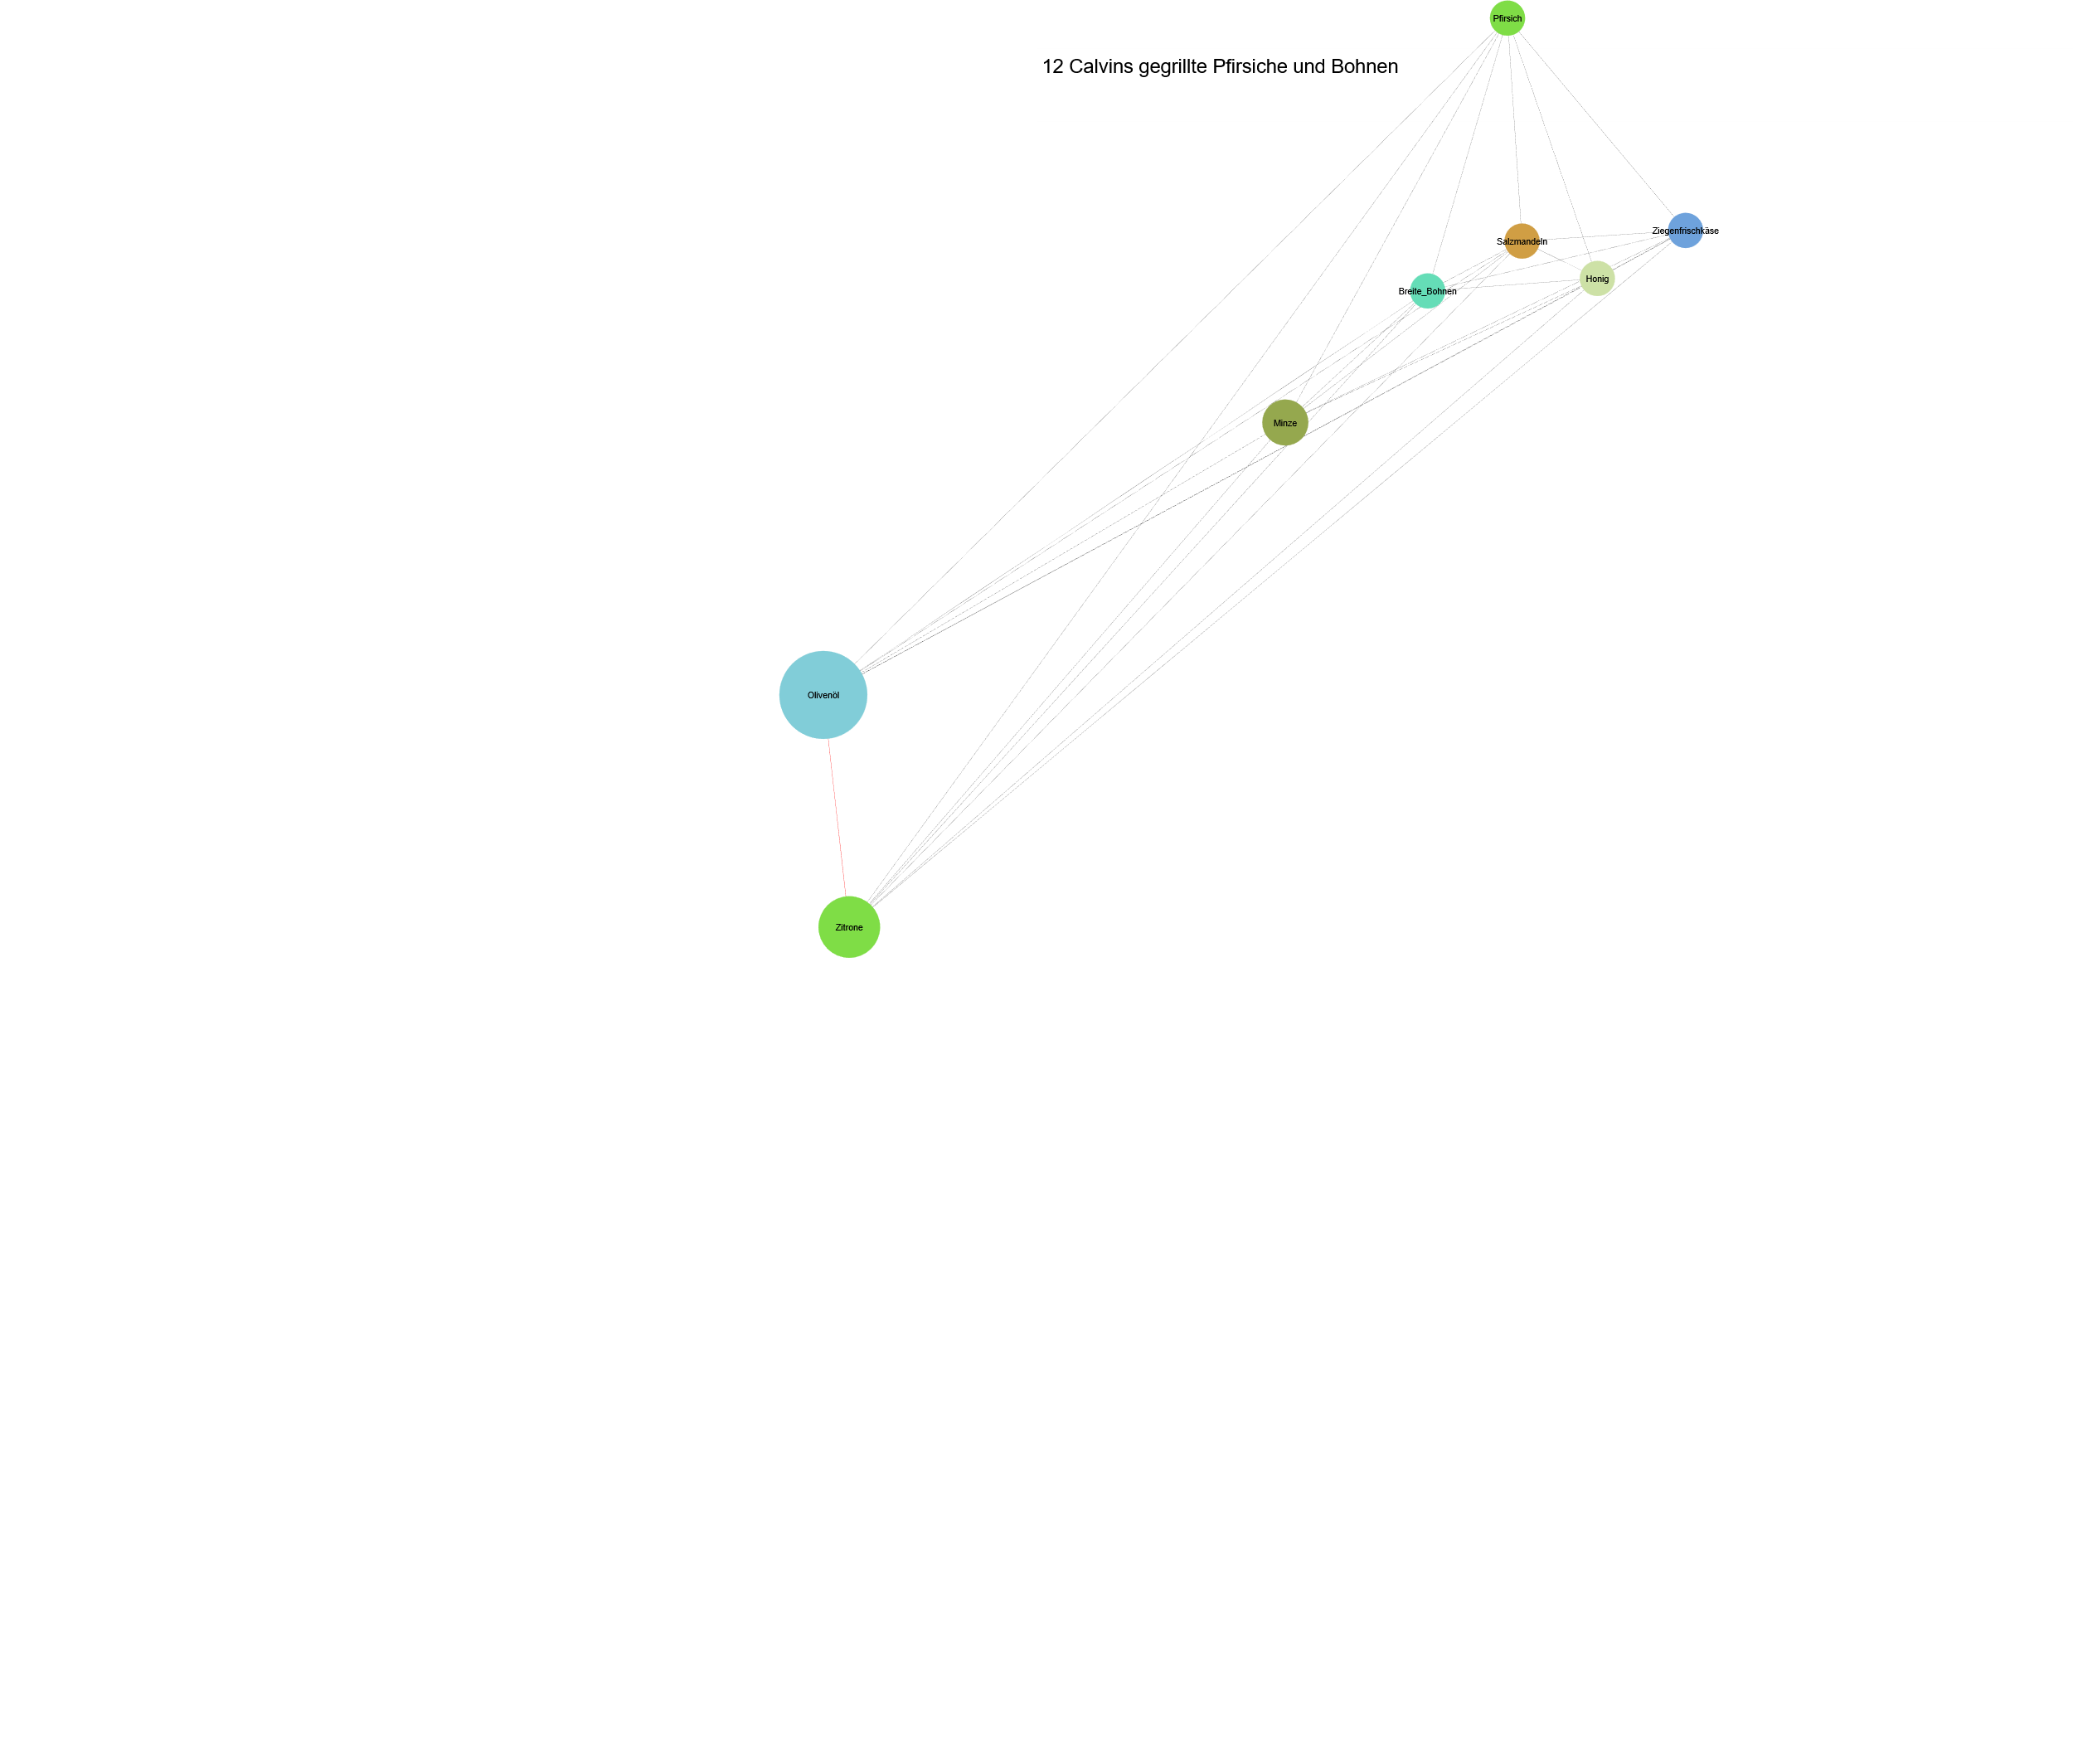 Pfirsich
12 Calvins gegrillte Pfirsiche und Bohnen
Ziegenfrischkäse
Salzmandeln
Honig
Breite_Bohnen
Minze
Olivenöl
Zitrone